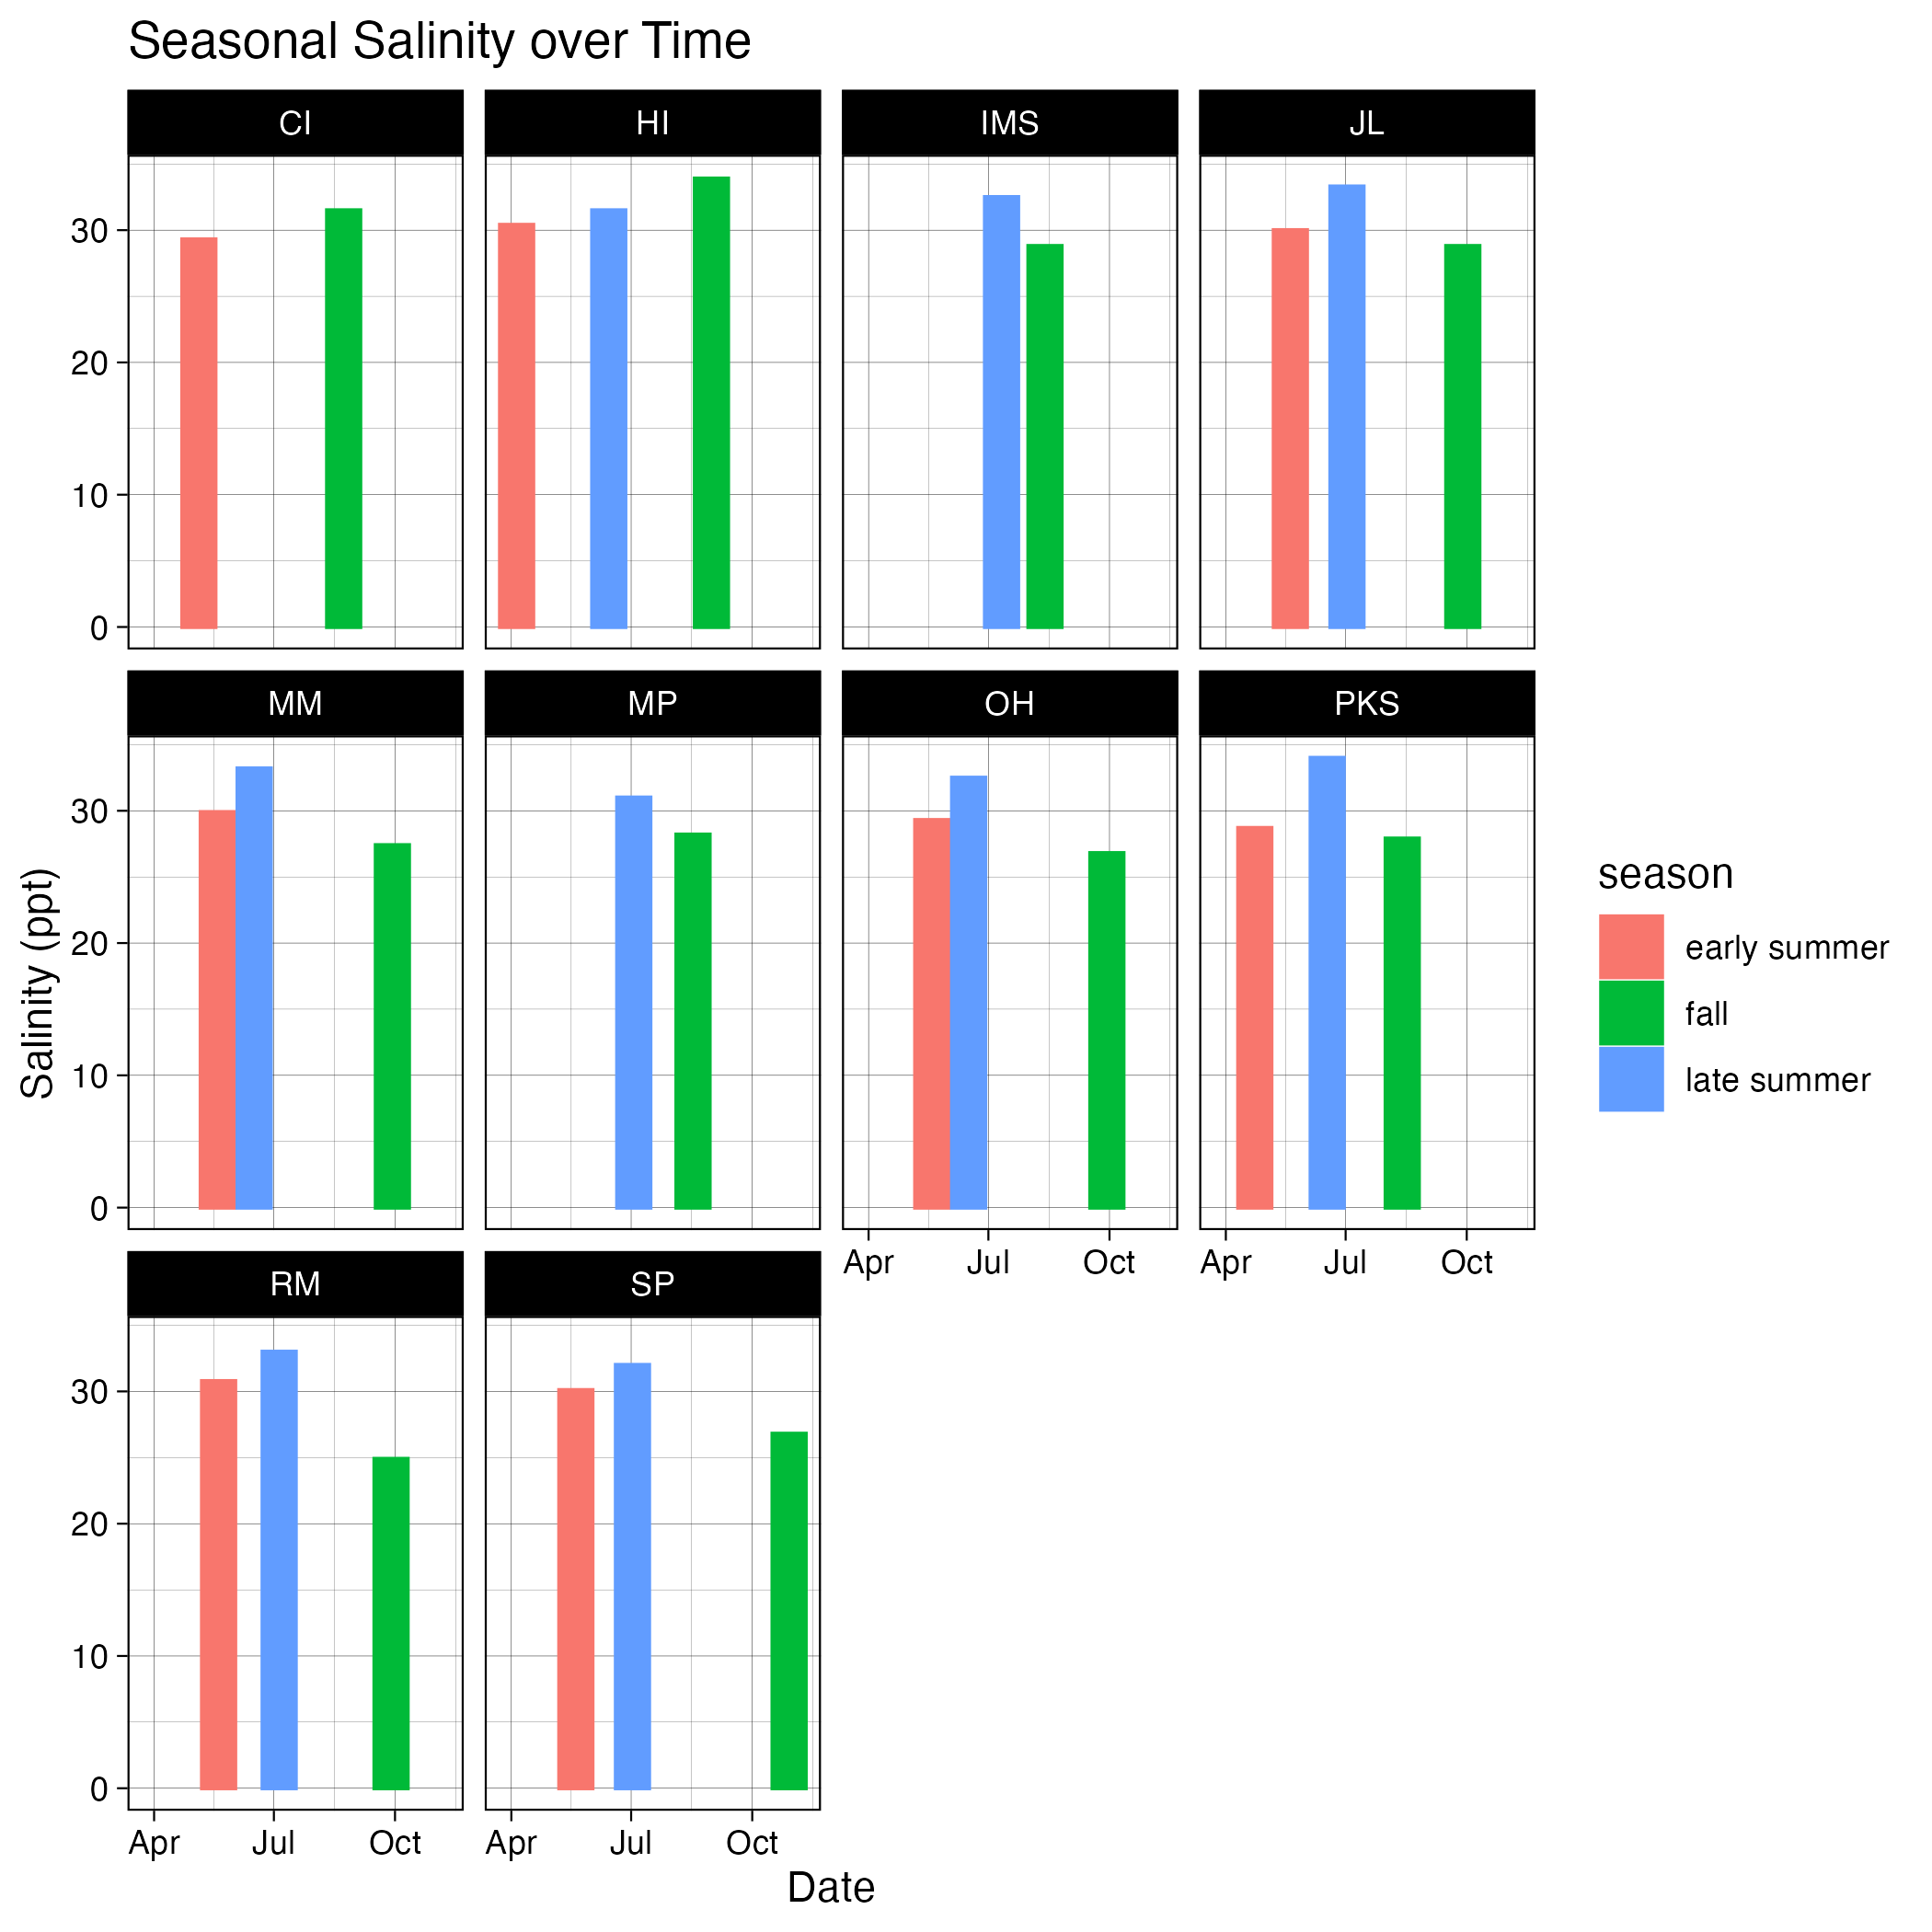 Seasonal Salinity over Time
CI HI IMS JL
30
20
10
0
MM MP OH PKS
30
20
10
0
Apr Jul Oct Apr Jul Oct
RM SP
30
20
10
0
Apr Jul Oct Apr Jul Oct
Date
Salinity (ppt)
season
early summer
fall
late summer